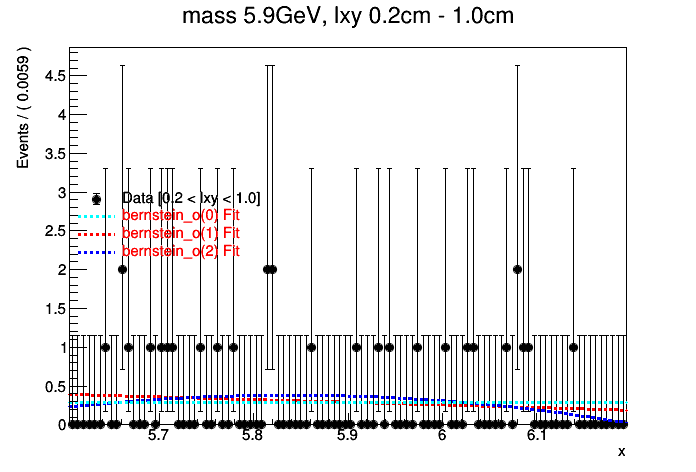 mass 5.9GeV, lxy 0.2cm - 1.0cm
Events / ( 0.0059 )
4.5
4
3.5
3
2.5
2
1.5
1
0.5
0
Data [0.2 < lxy < 1.0]
bernstein_o(0) Fit
bernstein_o(1) Fit
bernstein_o(2) Fit
5.7 5.8 5.9 6 6.1
x